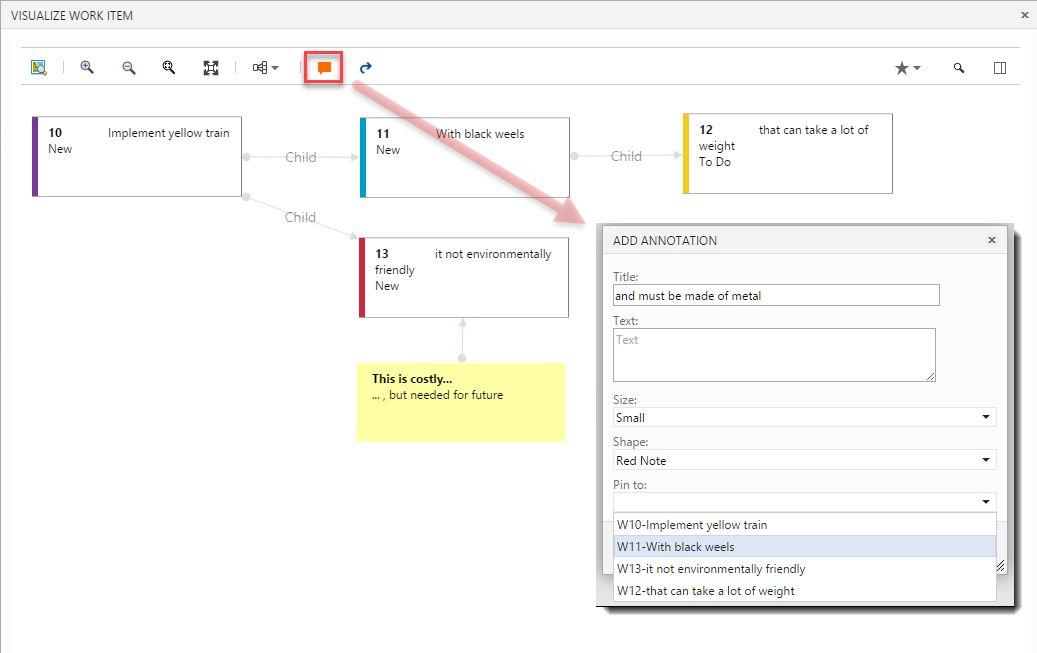 VISUALIZE WORK ITEM
10 Implement yellow train
New
Child
11 With black weels
New
Child
12 that can take a lot of
weight
To Do
Child
13 it not environmentally
friendly
New
This is costly...
... , but needed for future
ADD ANNOTATION
Title:
and must be made of metal
Text:
Text
Size:
Small
Shape:
Red Note
Pin to:
W10-Implement yellow train
W11-With black weels
W13-it not environmentally friendly
W12-that can take a lot of weight